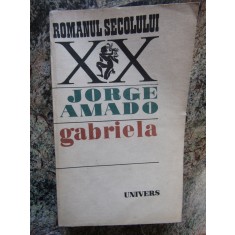 ROMANUL SECOLULUI
XX
JORGE
AMADO
gabriela
UNIVERS